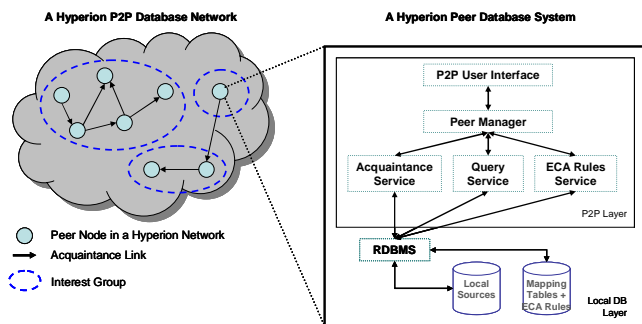 A Hyperion P2P Database Network
A Hyperion Peer Database System
P2P User Interface
Peer Manager
Acquaintance
Service
Query
Service
ECA Rules
Service
P2P Layer
RDBMS
Local
Sources
Mapping
Tables +
ECA Rules
Local DB
Layer
Peer Node in a Hyperion Network
Acquaintance Link
Interest Group